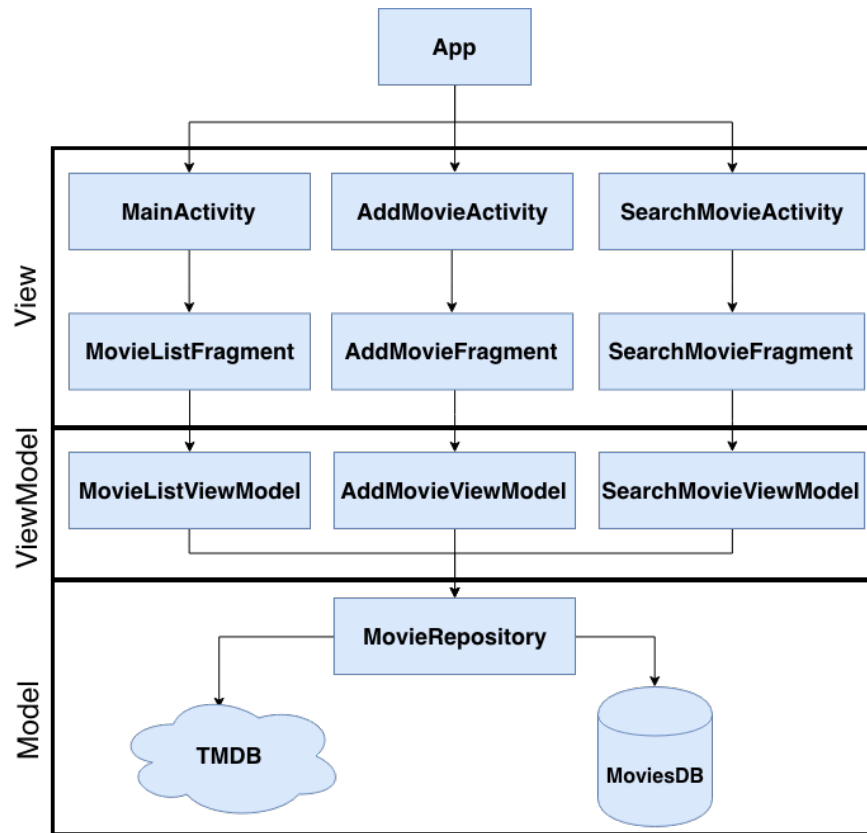 App
View
MainActivity
AddMovieActivity
SearchMovieActivity
MovieListFragment
AddMovieFragment
SearchMovieFragment
ViewModel
MovieListViewModel
AddMovieViewModel
SearchMovieViewModel
Model
MovieRepository
TMDB
MoviesDB